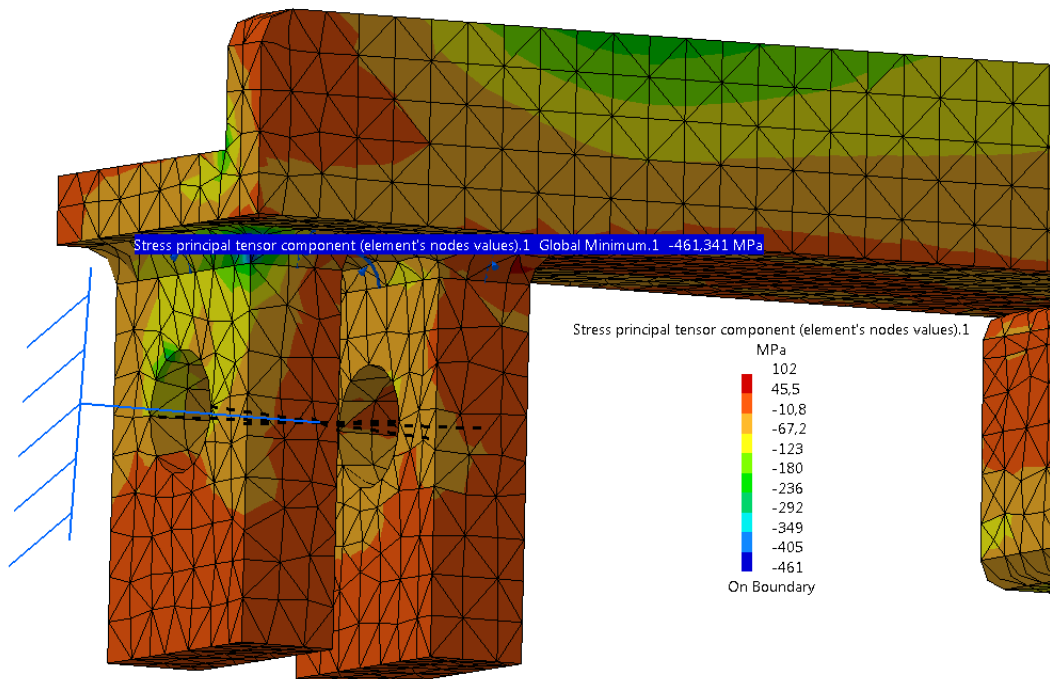 Stress principal tensor component (element's nodes values).1 Global Minimum.1 -461,341 MPa
Stress principal tensor component (element's nodes values).1
MPa
102
45,5
-10,8
-67,2
-123
-180
-236
-292
-349
-405
-461
On Boundary